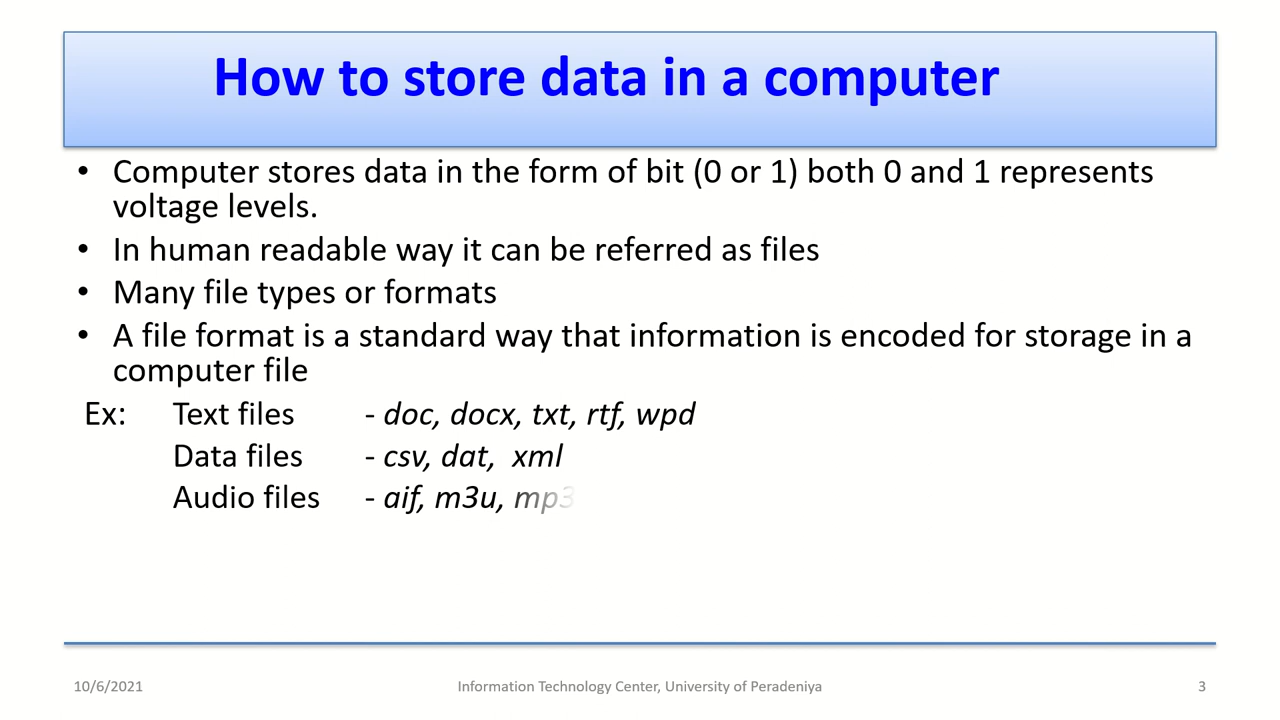 How to store data in a computer
• Computer stores data in the form of bit (0 or 1) both 0 and 1 represents
voltage levels.
• In human readable way it can be referred as files
• Many file types or formats
• A file format is a standard way that information is encoded for storage in a
computer file
Ex: Text files - doc, docx, txt, rtf, wpd
Data files - csv, dat, xml
Audio files - aif, m3u, mp3
10/6/2021 Information Technology Center, University of Peradeniya 3